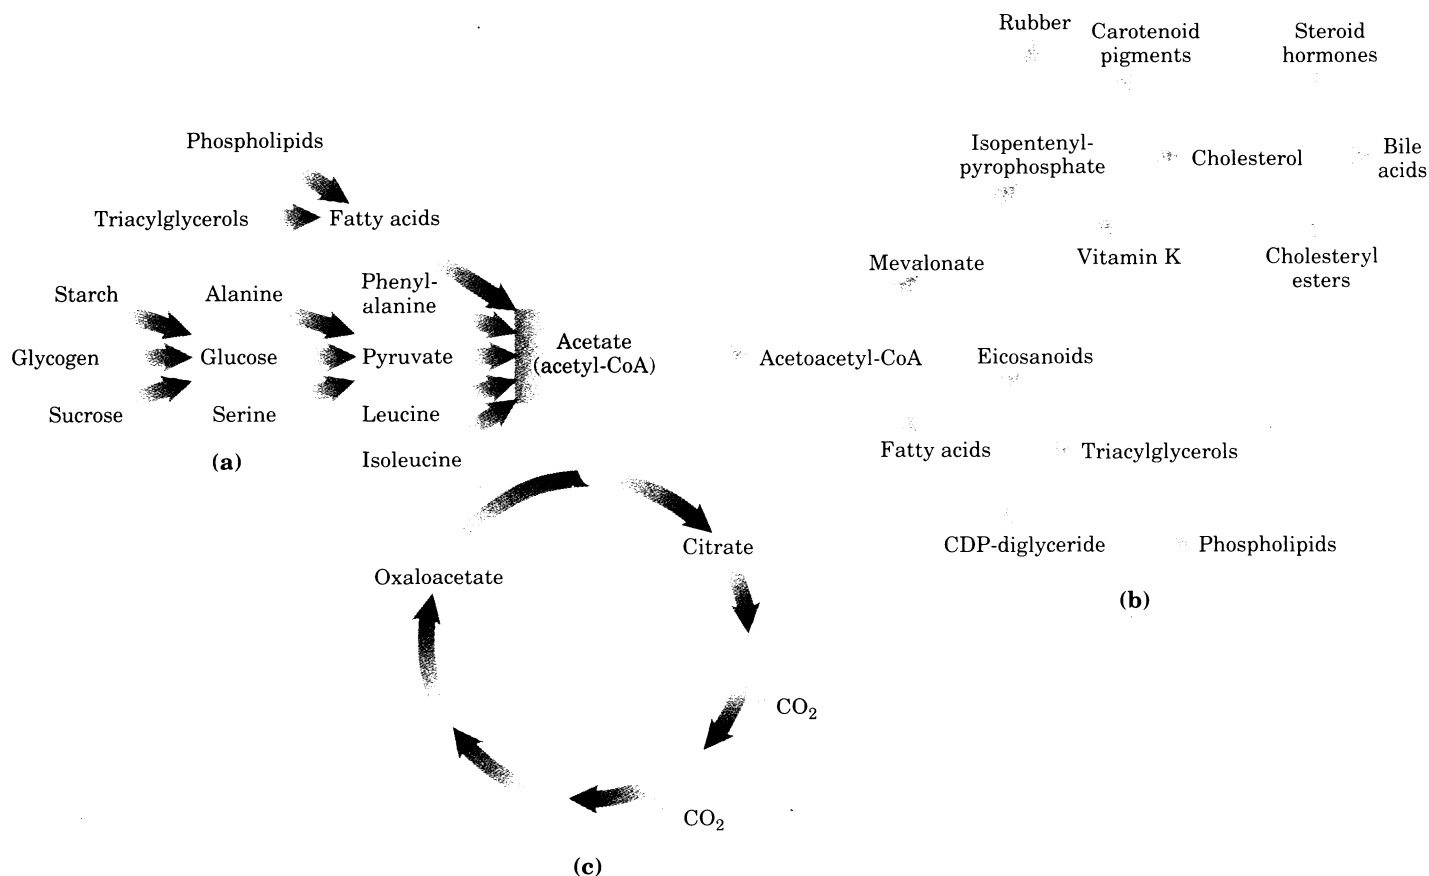 Rubber
Carotenoid
pigments
Steroid
hormones
Phospholipids
Isopentenyl-
pyrophosphate
Cholesterol
Bile
acids
Triacylglycerols
Fatty acids
Mevalonate
Vitamin K
Cholesteryl
esters
Starch
Alanine
Phenyl-
alanine
Glycogen
Glucose
Pyruvate
Acetate
(acetyl-CoA)
Acetoacetyl-CoA
Eicosanoids
Sucrose
Serine
Leucine
Fatty acids
Triacylglycerols
(a)
Isoleucine
Citrate
CDP-diglyceride
Phospholipids
Oxaloacetate
(b)
CO₂
CO₂
(c)